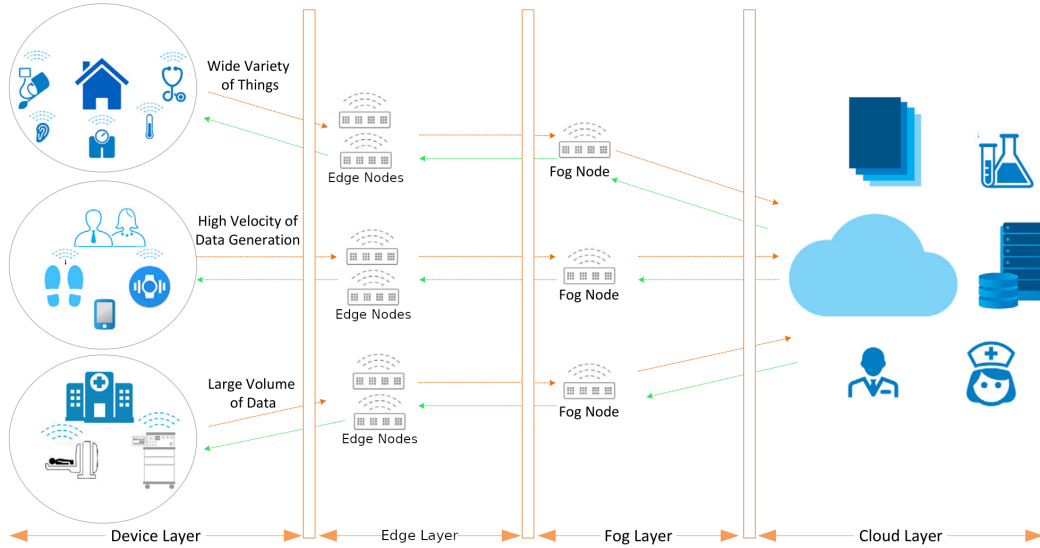 Wide Variety
of Things
Edge Nodes
Fog Node
High Velocity of
Data Generation
Edge Nodes
Fog Node
Large Volume
of Data
Edge Nodes
Fog Node
Device Layer
Edge Layer
Fog Layer
Cloud Layer